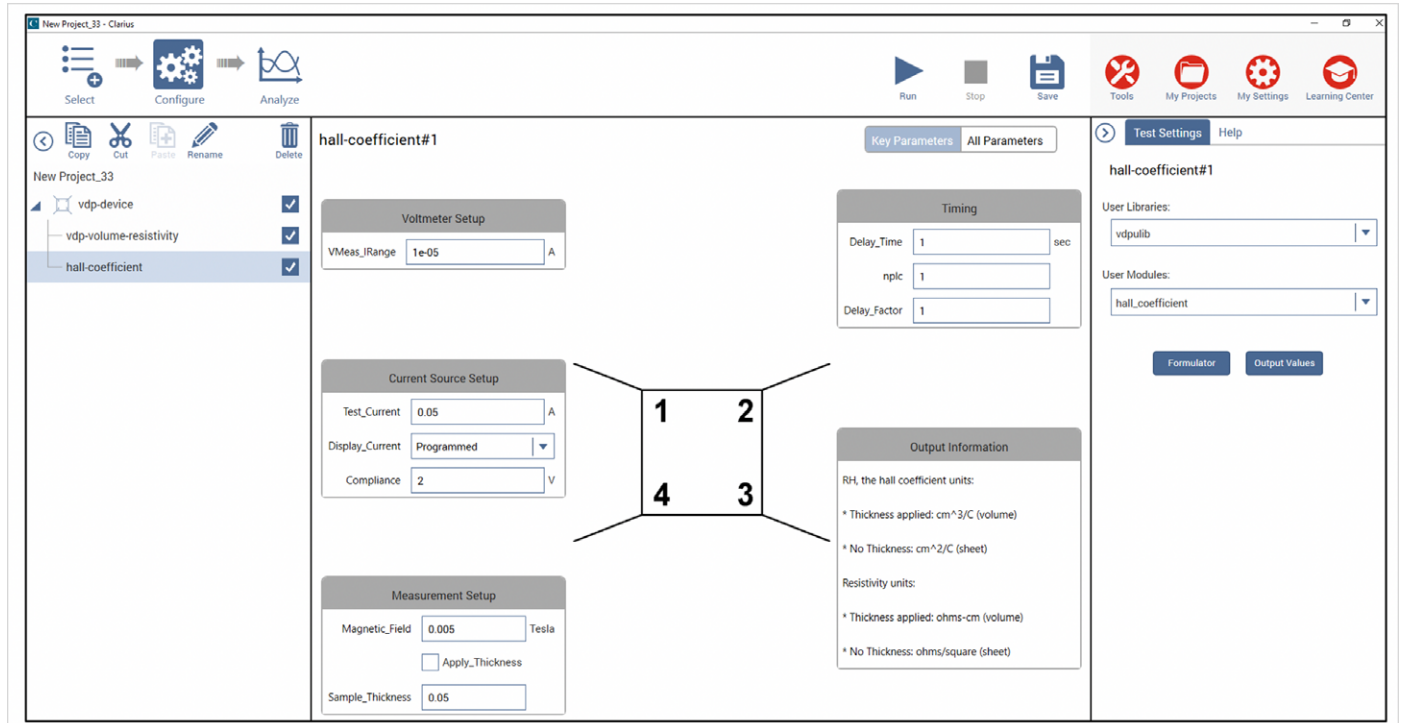 New Project_33 - Clarius
Select
Configure
Analyze
Run
Stop
Save
Tools
My Projects
My Settings
Learning Center
Copy
Cut
Paste
Rename
Delete
New Project_33
vdp-device
vdp-volume-resistivity
hall-coefficient
hall-coefficient#1
Key Parameters
All Parameters
Voltmeter Setup
VMeas_IRange 1e-05 A
Timing
Delay_Time 1 sec
nplc 1
Delay_Factor 1
Current Source Setup
Test_Current 0.05 A
Display_Current Programmed
Compliance 2 V
1 2
4 3
Output Information
RH, the hall coefficient units:
* Thickness applied: cm^3/C (volume)
* No Thickness: cm^2/C (sheet)
Resistivity units:
* Thickness applied: ohms-cm (volume)
* No Thickness: ohms/square (sheet)
Measurement Setup
Magnetic_Field 0.005 Tesla
Apply_Thickness
Sample_Thickness 0.05
Test Settings
Help
hall-coefficient#1
User Libraries:
vdpulib
User Modules:
hall_coefficient
Formulator
Output Values